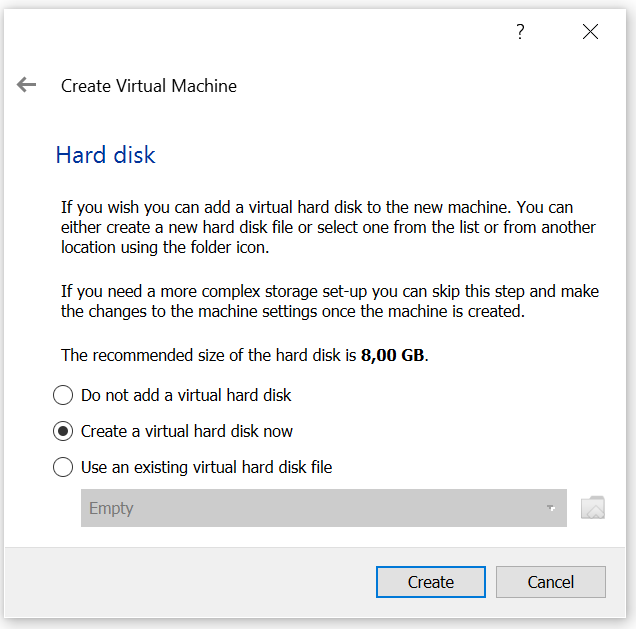 ?
Create Virtual Machine
Hard disk
If you wish you can add a virtual hard disk to the new machine. You can
either create a new hard disk file or select one from the list or from another
location using the folder icon.
If you need a more complex storage set-up you can skip this step and make
the changes to the machine settings once the machine is created.
The recommended size of the hard disk is 8,00 GB.
Do not add a virtual hard disk
Create a virtual hard disk now
Use an existing virtual hard disk file
Empty
Create Cancel